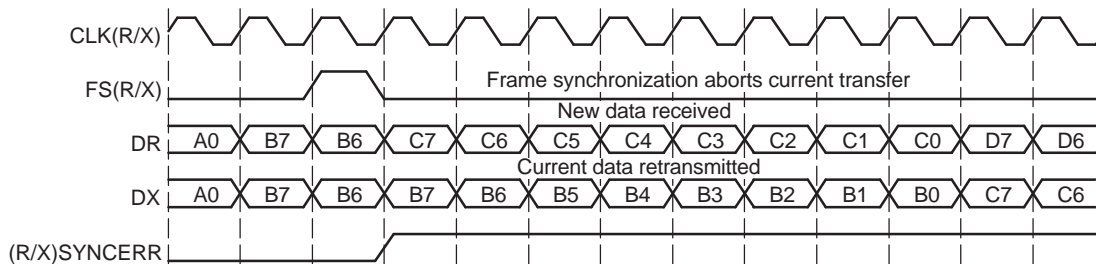 CLK(R/X)
FS(R/X)
Frame synchronization aborts current transfer
New data received
DR A0 B7 B6 C7 C6 C5 C4 C3 C2 C1 C0 D7 D6
Current data retransmitted
DX A0 B7 B6 B7 B6 B5 B4 B3 B2 B1 B0 C7 C6
(R/X)SYNCERR